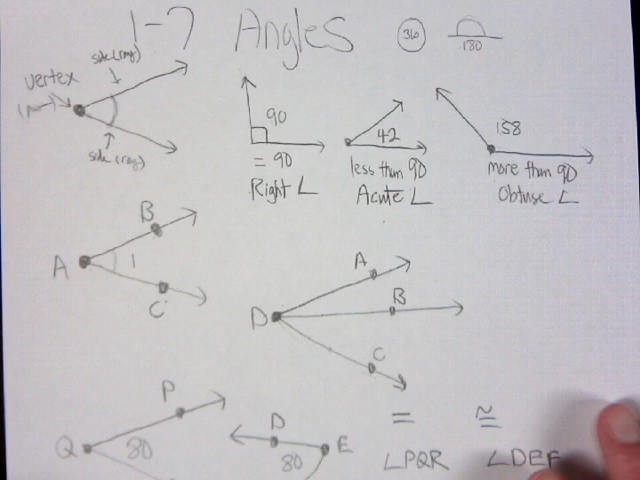 1-7 Angles 360 180
side (ray)
vertex
side (ray)
90
= 90
Right ∠
42
less than 90
Acute ∠
158
more than 90
Obtuse ∠
A B 1 C
D A B C
Q P 80
D 80 E
= ≅
∠PQR ∠DEF